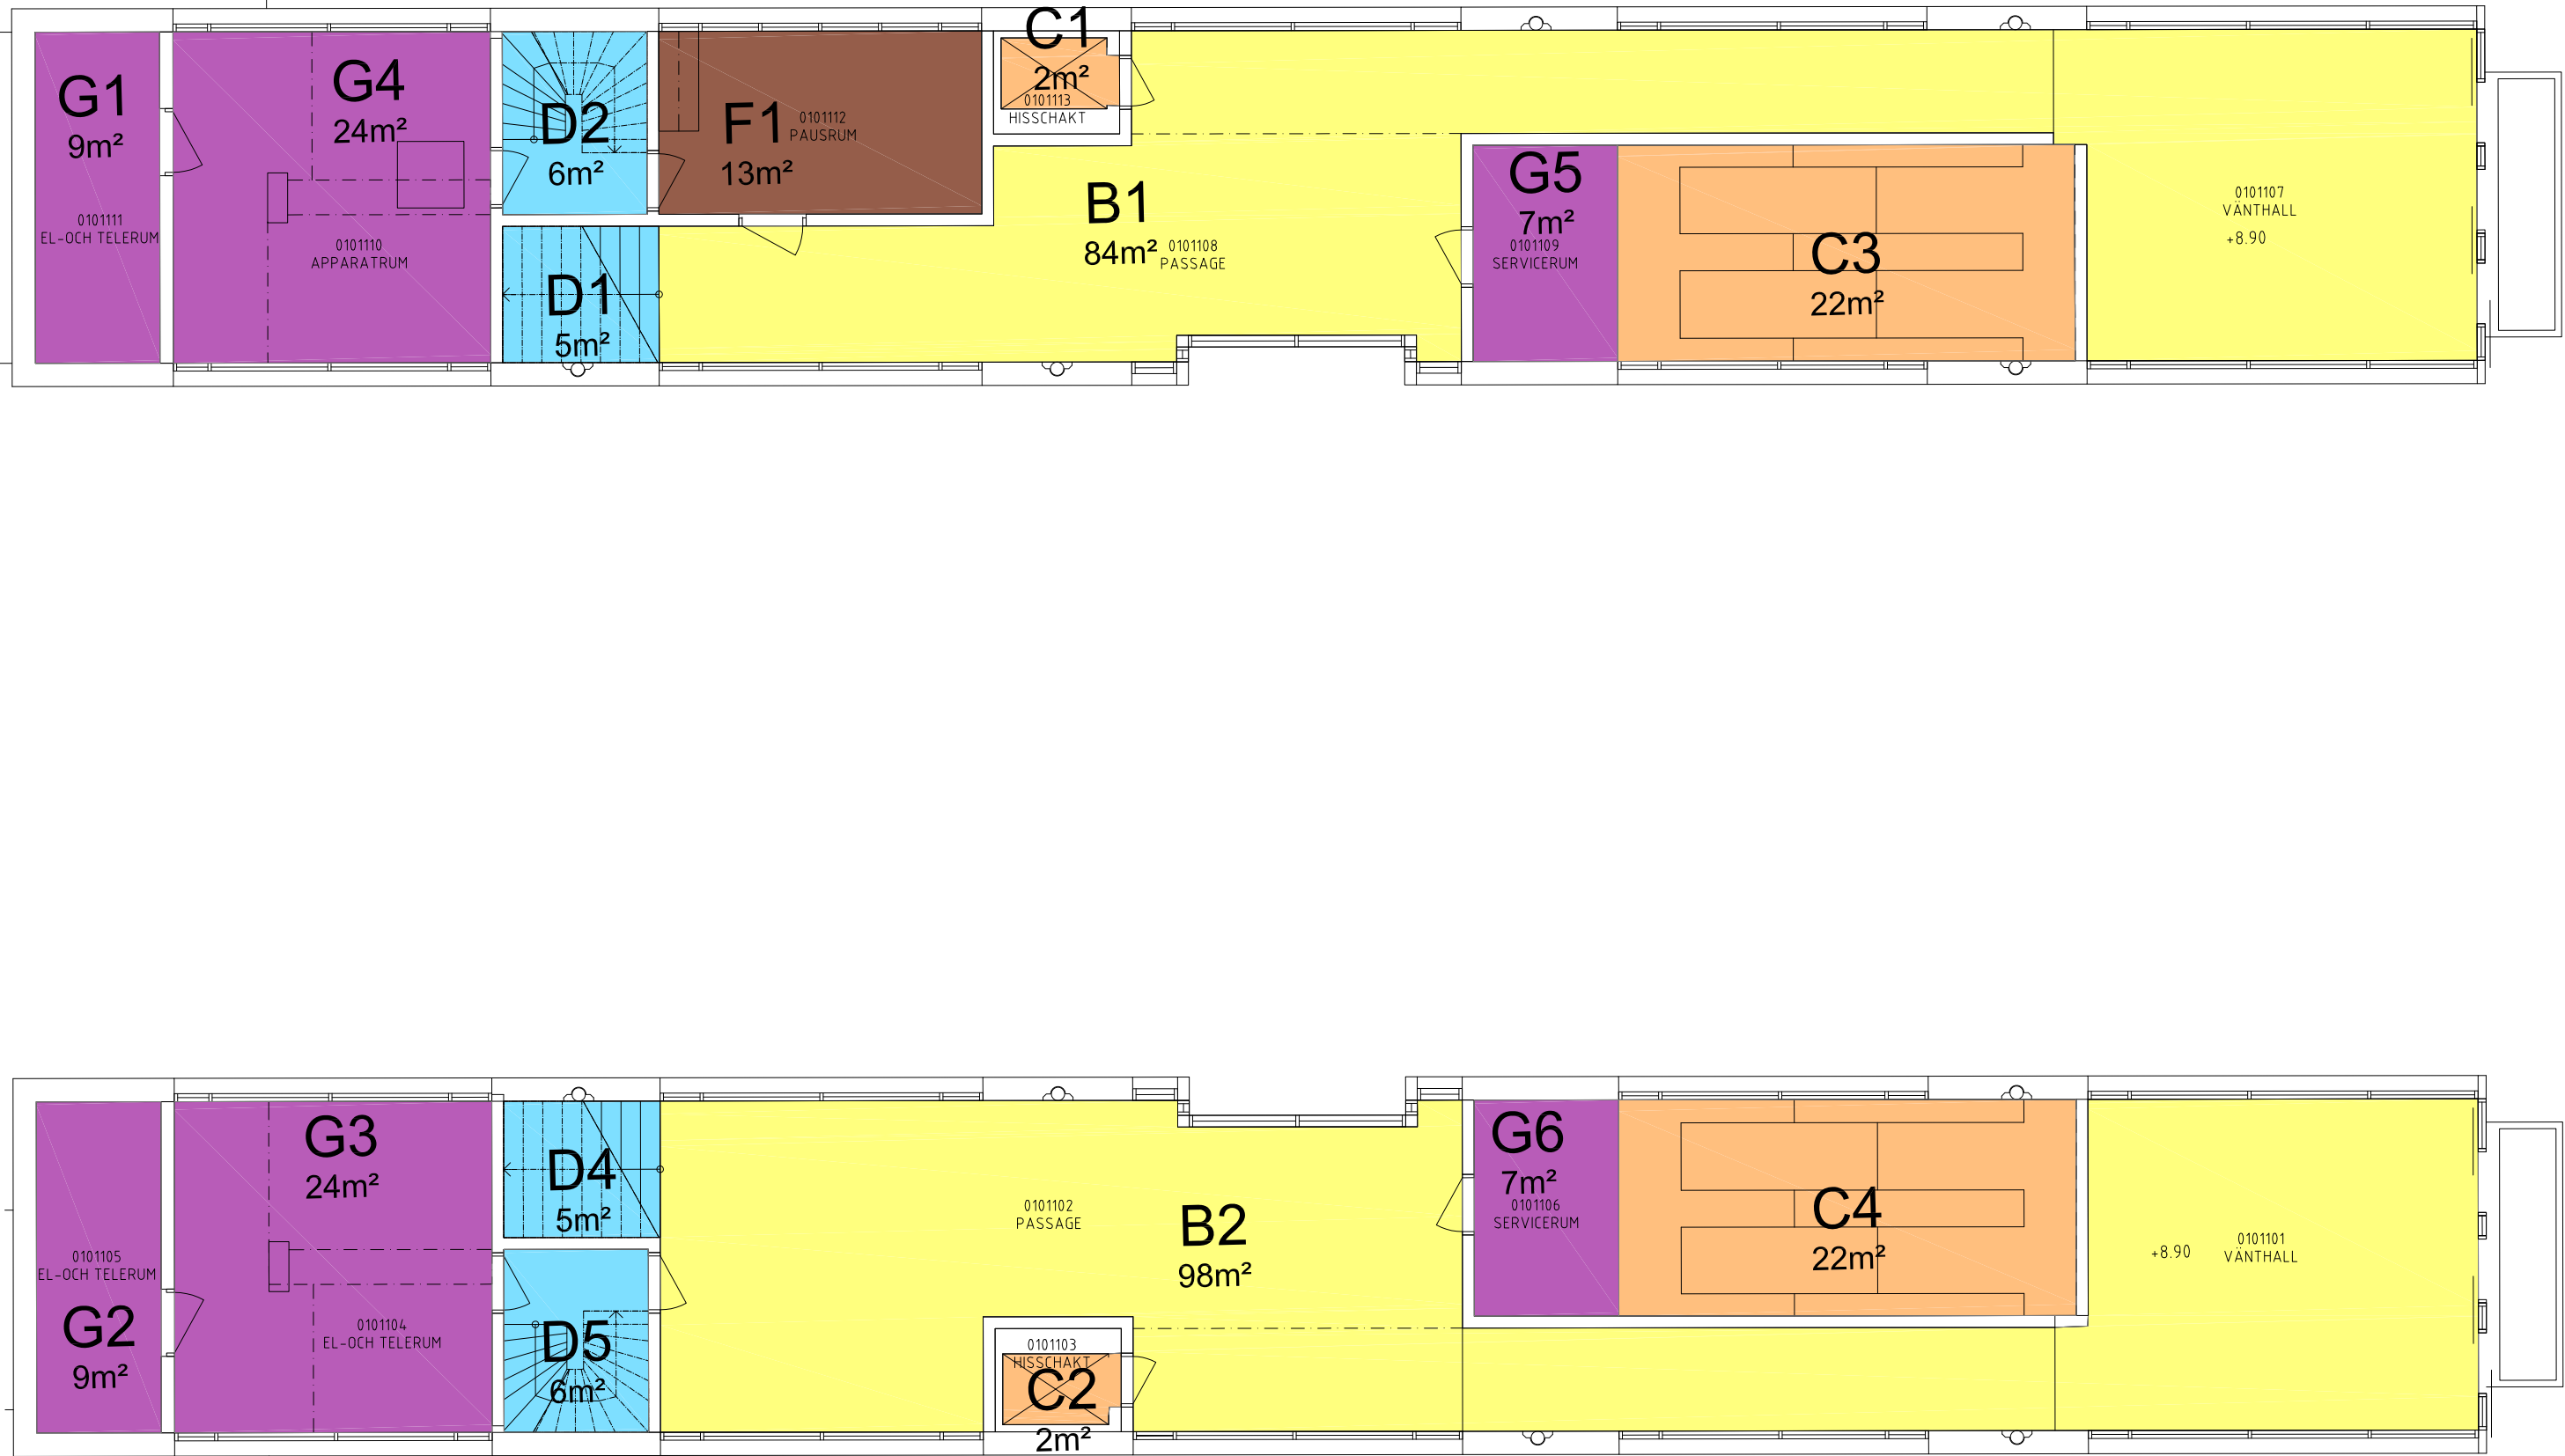 G1
9m²
0101111
EL-OCH TELERUM
G4
24m²
0101110
APPARATRUM
D2
6m²
D1
5m²
F1
13m²
0101112
PAUSRUM
C1
2m²
0101113
HISSCHAKT
B1
84m²
0101108
PASSAGE
G5
7m²
0101109
SERVICERUM
C3
22m²
0101107
VÄNTHALL
+8.90
0101105
EL-OCH TELERUM
G2
9m²
G3
24m²
0101104
EL-OCH TELERUM
D4
5m²
D5
6m²
0101102
PASSAGE
B2
98m²
0101103
HISSCHAKT
C2
2m²
G6
7m²
0101106
SERVICERUM
C4
22m²
+8.90
0101101
VÄNTHALL